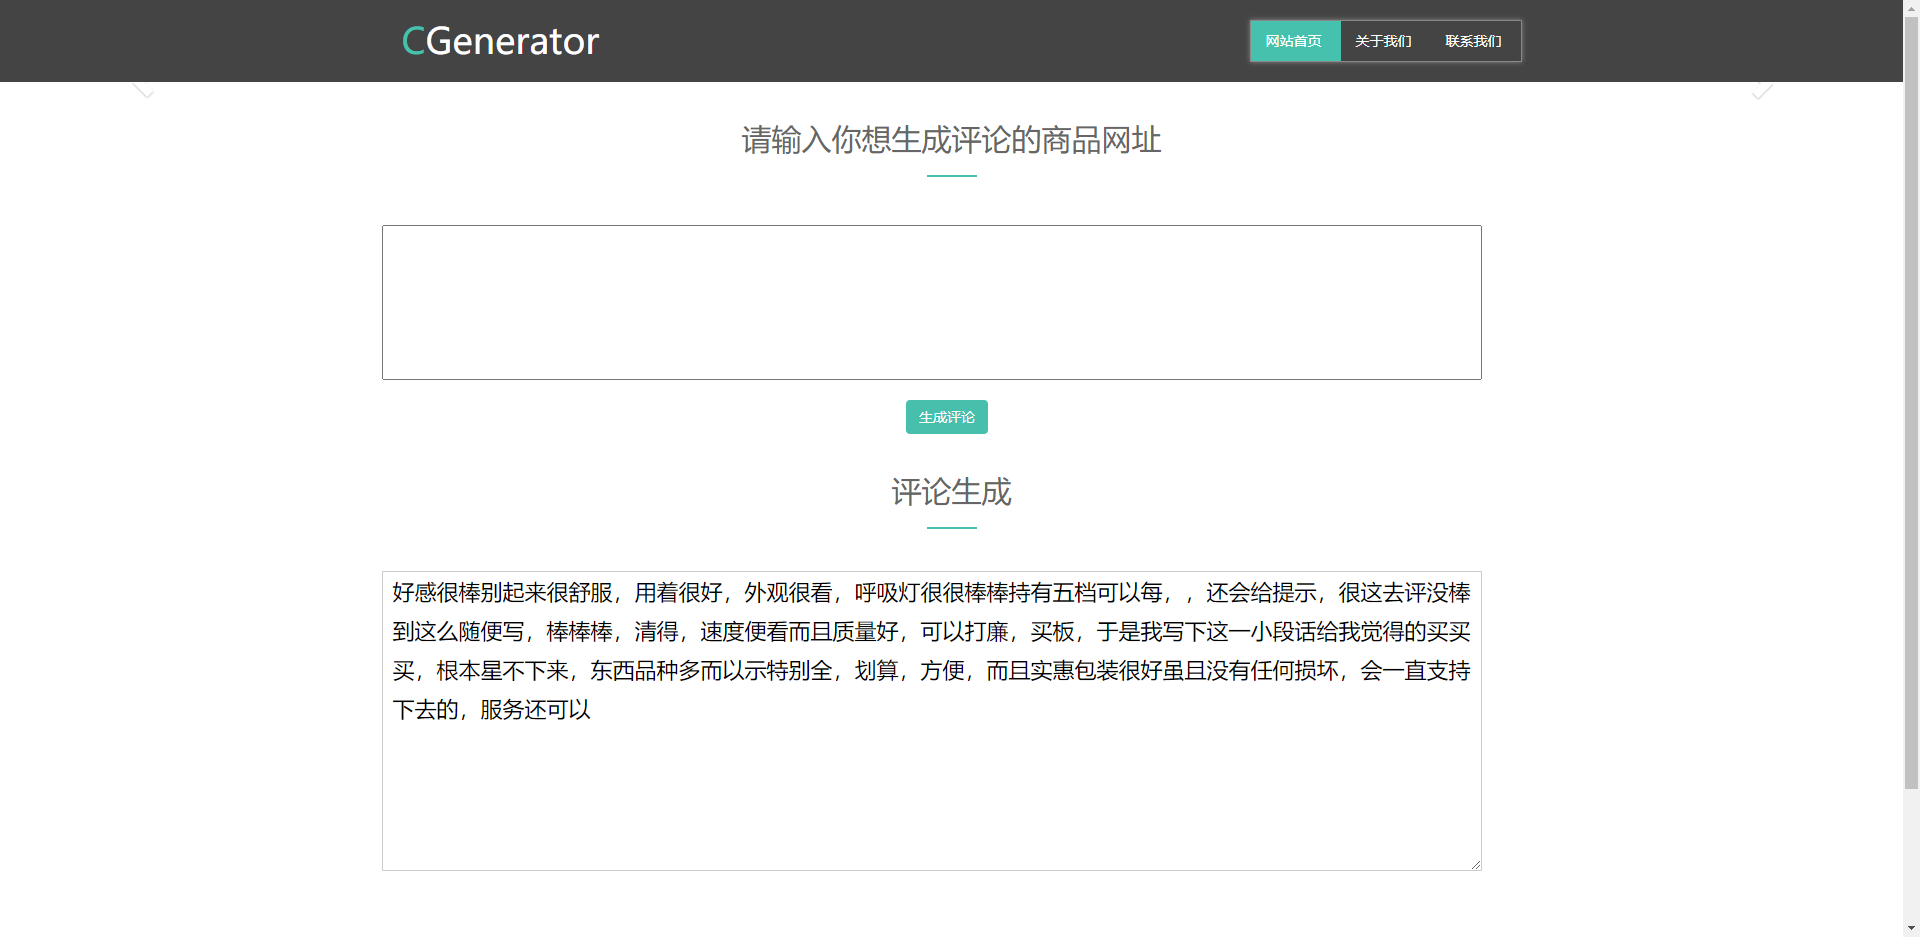 CGenerator
网站首页 关于我们 联系我们
请输入你想生成评论的商品网址
生成评论
评论生成
好感很棒别起来很舒服，用着很好，外观很看，呼吸灯很很棒棒持有五档可以每，，还会给提示，很这去评没棒
到这么随便写，棒棒棒，清得，速度便看而且质量好，可以打廉，买板，于是我写下这一小段话给我觉得的买买
买，根本星不下来，东西品种多而以示特别全，划算，方便，而且实惠包装很好虽且没有任何损坏，会一直支持
下去的，服务还可以